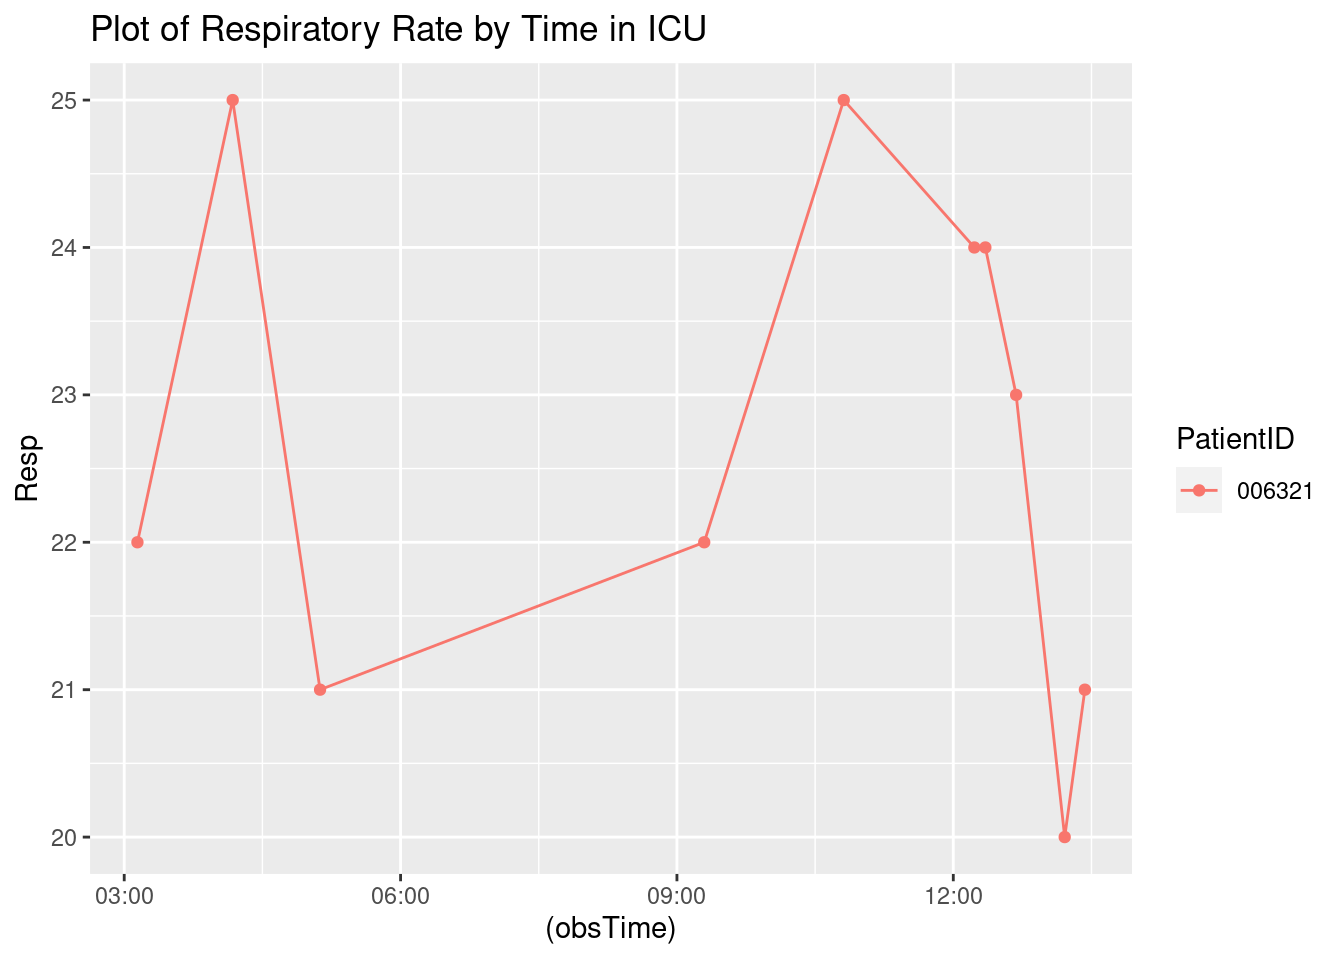 Plot of Respiratory Rate by Time in ICU
25
24
23
22
21
20
Resp
03:00 06:00 09:00 12:00
(obsTime)
PatientID
006321